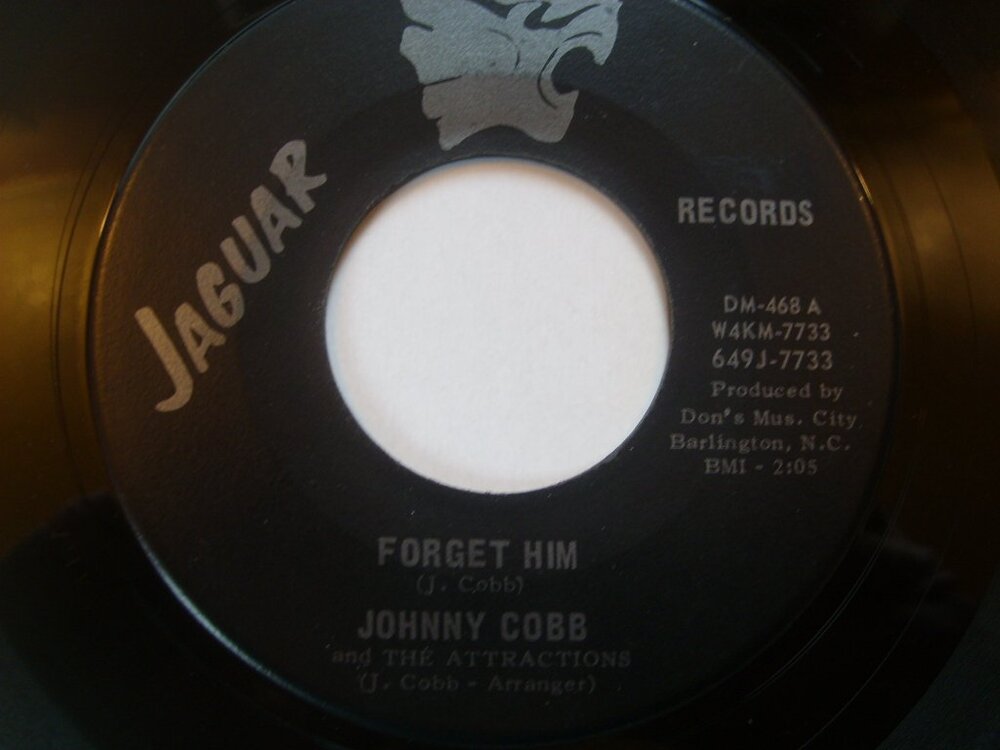 JAGUAR
RECORDS
DM-468 A
W4KM-7733
649J-7733
Produced by
Don's Mus. City
Barlington, N.C.
BMI - 2:05
FORGET HIM
(J. Cobb)
JOHNNY COBB
and THE ATTRACTIONS
(J. Cobb - Arranger)